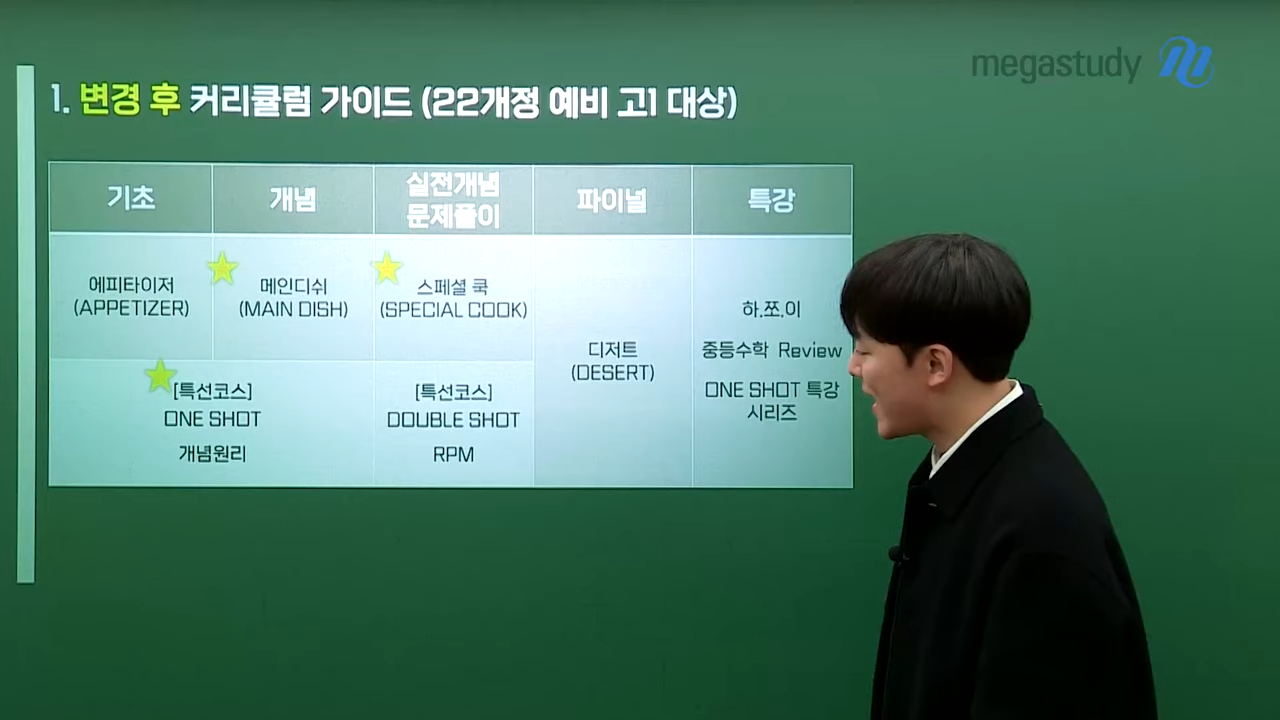 megastudy
1. 변경 후 커리큘럼 가이드 (22개정 예비 고1 대상)
기초
개념
실전개념
문제풀이
파이널
특강
에피타이저
(APPETIZER)
메인디쉬
(MAIN DISH)
스페셜 쿡
(SPECIAL COOK)
디저트
(DESERT)
하.쪼.이
중등수학 Review
ONE SHOT 특강
시리즈
[특선코스]
ONE SHOT
개념원리
[특선코스]
DOUBLE SHOT
RPM